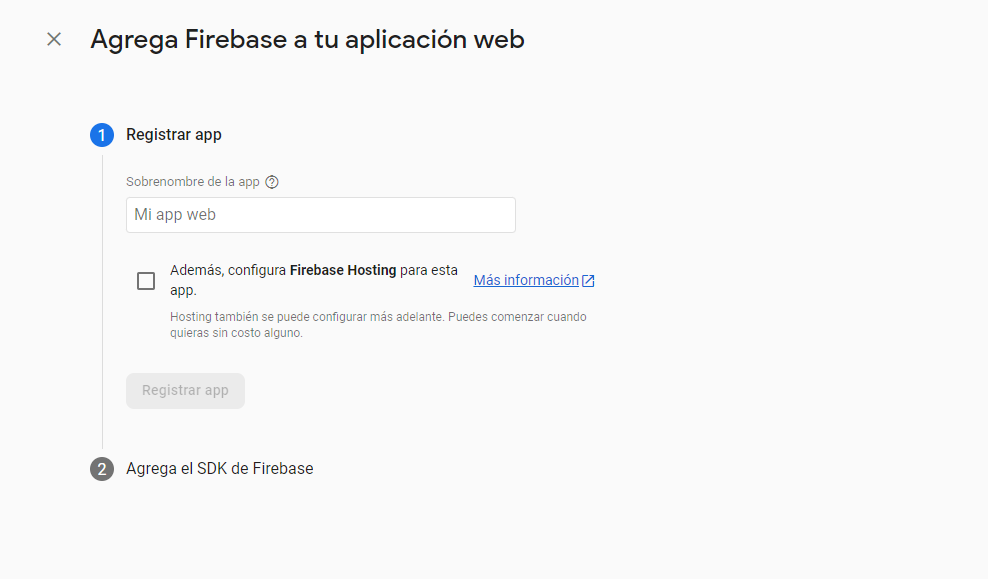 Agrega Firebase a tu aplicación web
1 Registrar app
Sobrenombre de la app ?
Mi app web
Además, configura Firebase Hosting para esta
app.
Más información
Hosting también se puede configurar más adelante. Puedes comenzar cuando
quieras sin costo alguno.
Registrar app
2 Agrega el SDK de Firebase